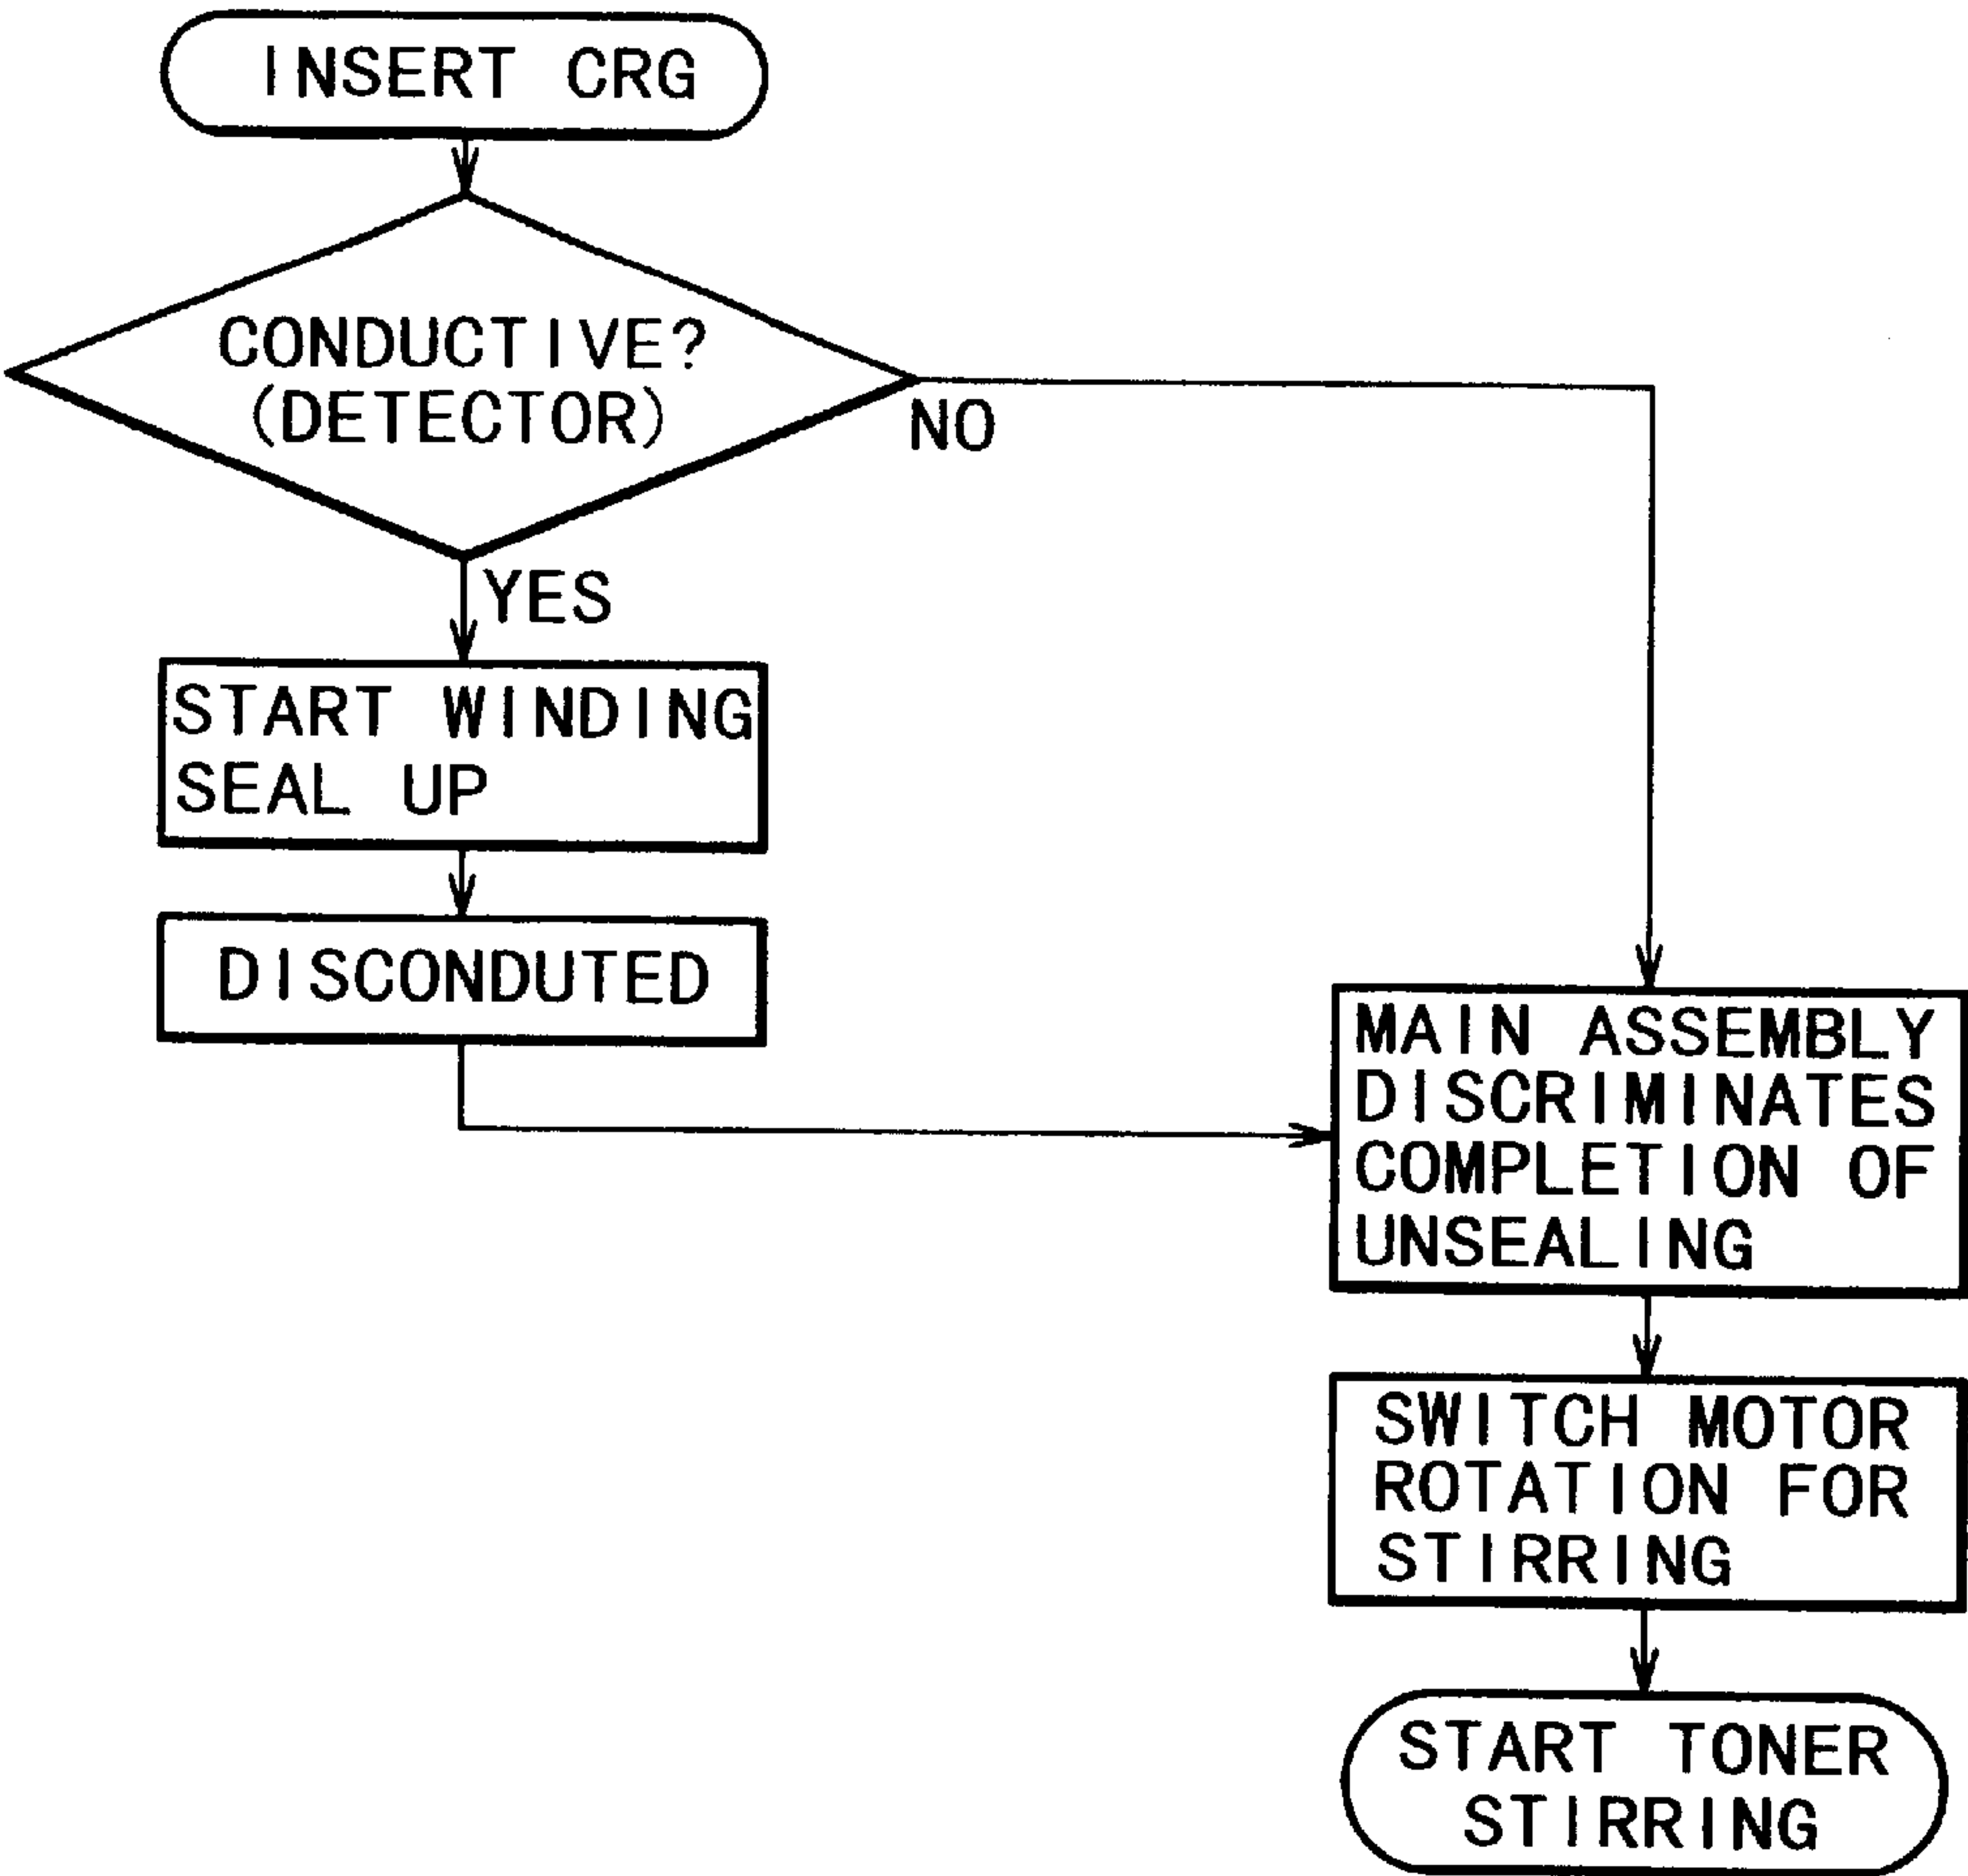 INSERT CRG
CONDUCTIVE?
(DETECTOR)
NO
YES
START WINDING
SEAL UP
DISCONDUTED
MAIN ASSEMBLY
DISCRIMINATES
COMPLETION OF
UNSEALING
SWITCH MOTOR
ROTATION FOR
STIRRING
START TONER
STIRRING